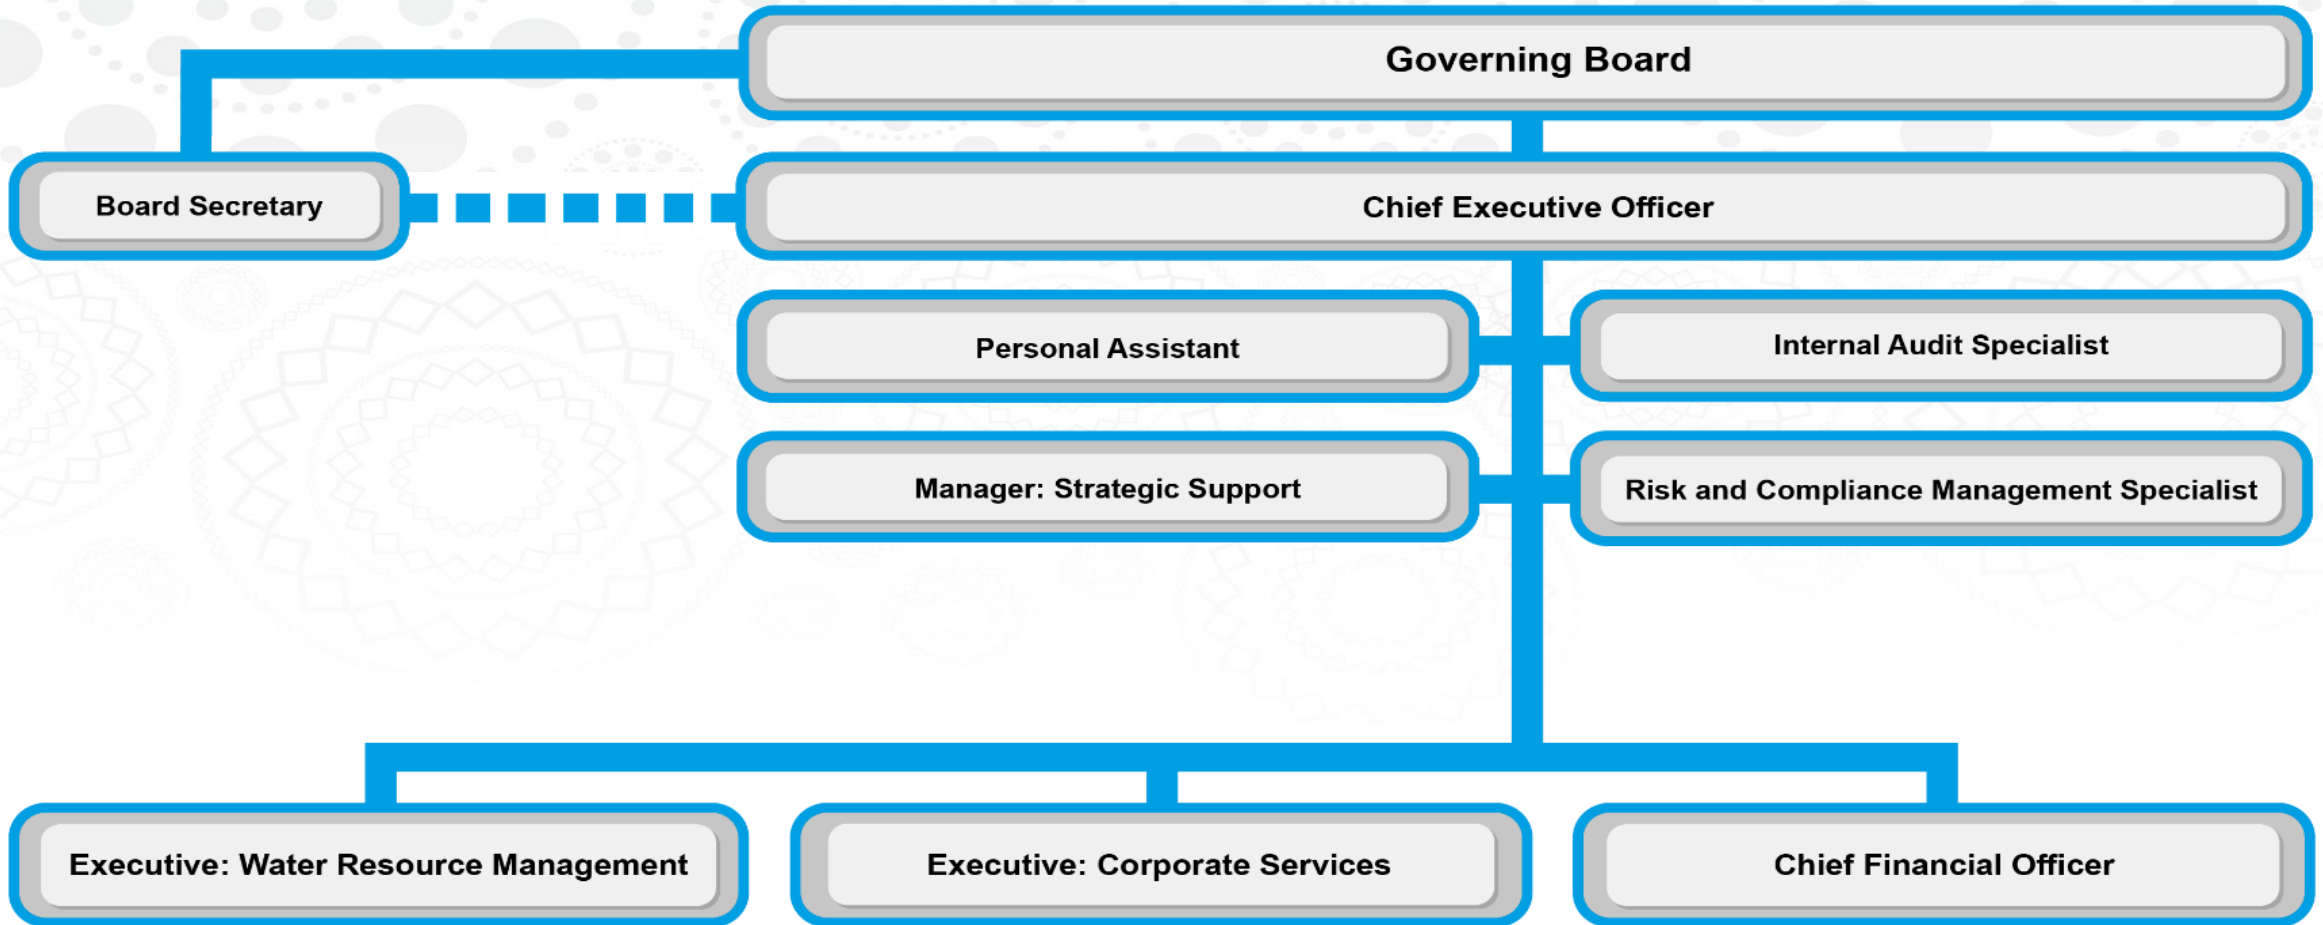 Governing Board
Board Secretary
Chief Executive Officer
Personal Assistant
Internal Audit Specialist
Manager: Strategic Support
Risk and Compliance Management Specialist
Executive: Water Resource Management
Executive: Corporate Services
Chief Financial Officer